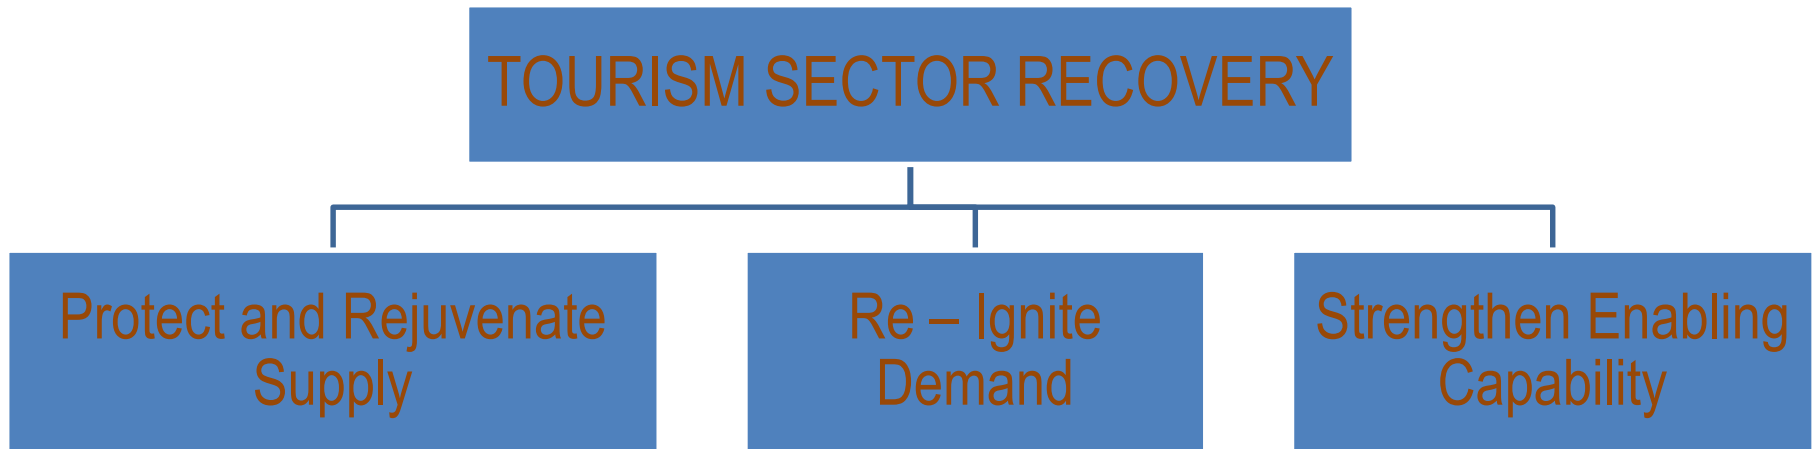 TOURISM SECTOR RECOVERY
Protect and Rejuvenate
Supply
Re – Ignite
Demand
Strengthen Enabling
Capability